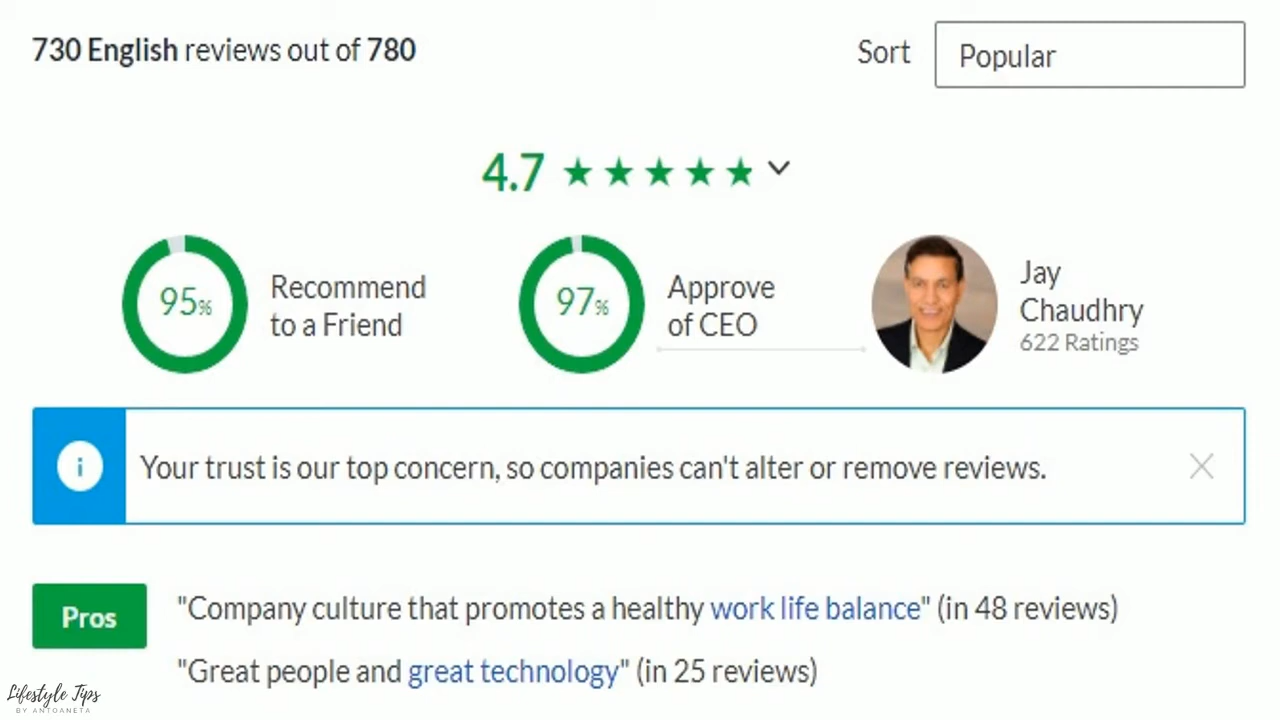 730 English reviews out of 780
Sort
Popular
4.7
95%
Recommend
to a Friend
97%
Approve
of CEO
Jay
Chaudhry
622 Ratings
i
Your trust is our top concern, so companies can't alter or remove reviews.
Pros
"Company culture that promotes a healthy work life balance" (in 48 reviews)
"Great people and great technology" (in 25 reviews)
Lifestyle Tips
BY ANTOANETA